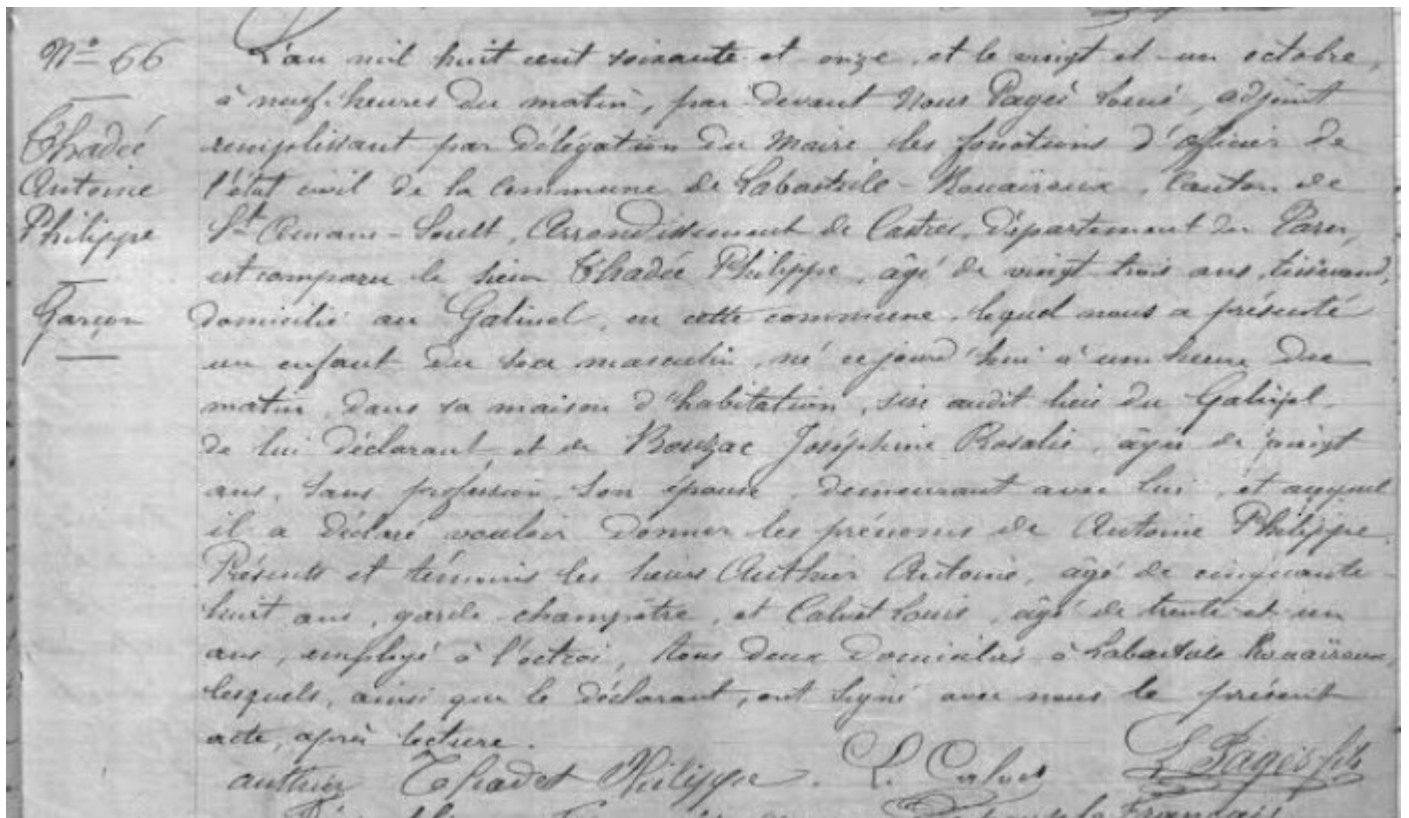 Nº 66
Thadée
Antoine
Philippe
Garçon
L'an mil huit cent soixante et onze, et le vingt et un octobre,
à neuf heures du matin, par devant Nous Pagès Louis, adjoint
remplissant par délégation du Maire les fonctions d'officier de
l'état civil de la Commune de Labastide-Rouairoux, Canton de
St Amans-Soult, Arrondissement de Castres, Département du Tarn,
est comparu le sieur Thadée Philippe, âgé de vingt trois ans, tisserand,
domicilié au Galinel, en cette commune, lequel nous a présenté
un enfant du sexe masculin, né cejourd'hui à une heure du
matin, dans sa maison d'habitation, sise audit lieu du
de lui déclarant et de Joséphine Rosalie, âgée de vingt
ans, sans profession, son épouse, demeurant avec lui, et auquel
il a déclaré vouloir donner les prénoms de Antoine Philippe.
Présents et témoins les sieurs Authier Antoine, âgé de cinquante
huit ans, garde champêtre, et Calvet Louis, âgé de trente et un
ans, employé à l'octroi, tous deux domiciliés à Labastide Rouairoux,
lesquels, ainsi que le déclarant, ont signé avec nous le présent
acte, après lecture.
authier Thadet Philippe. L. Calvet L Pagès fils